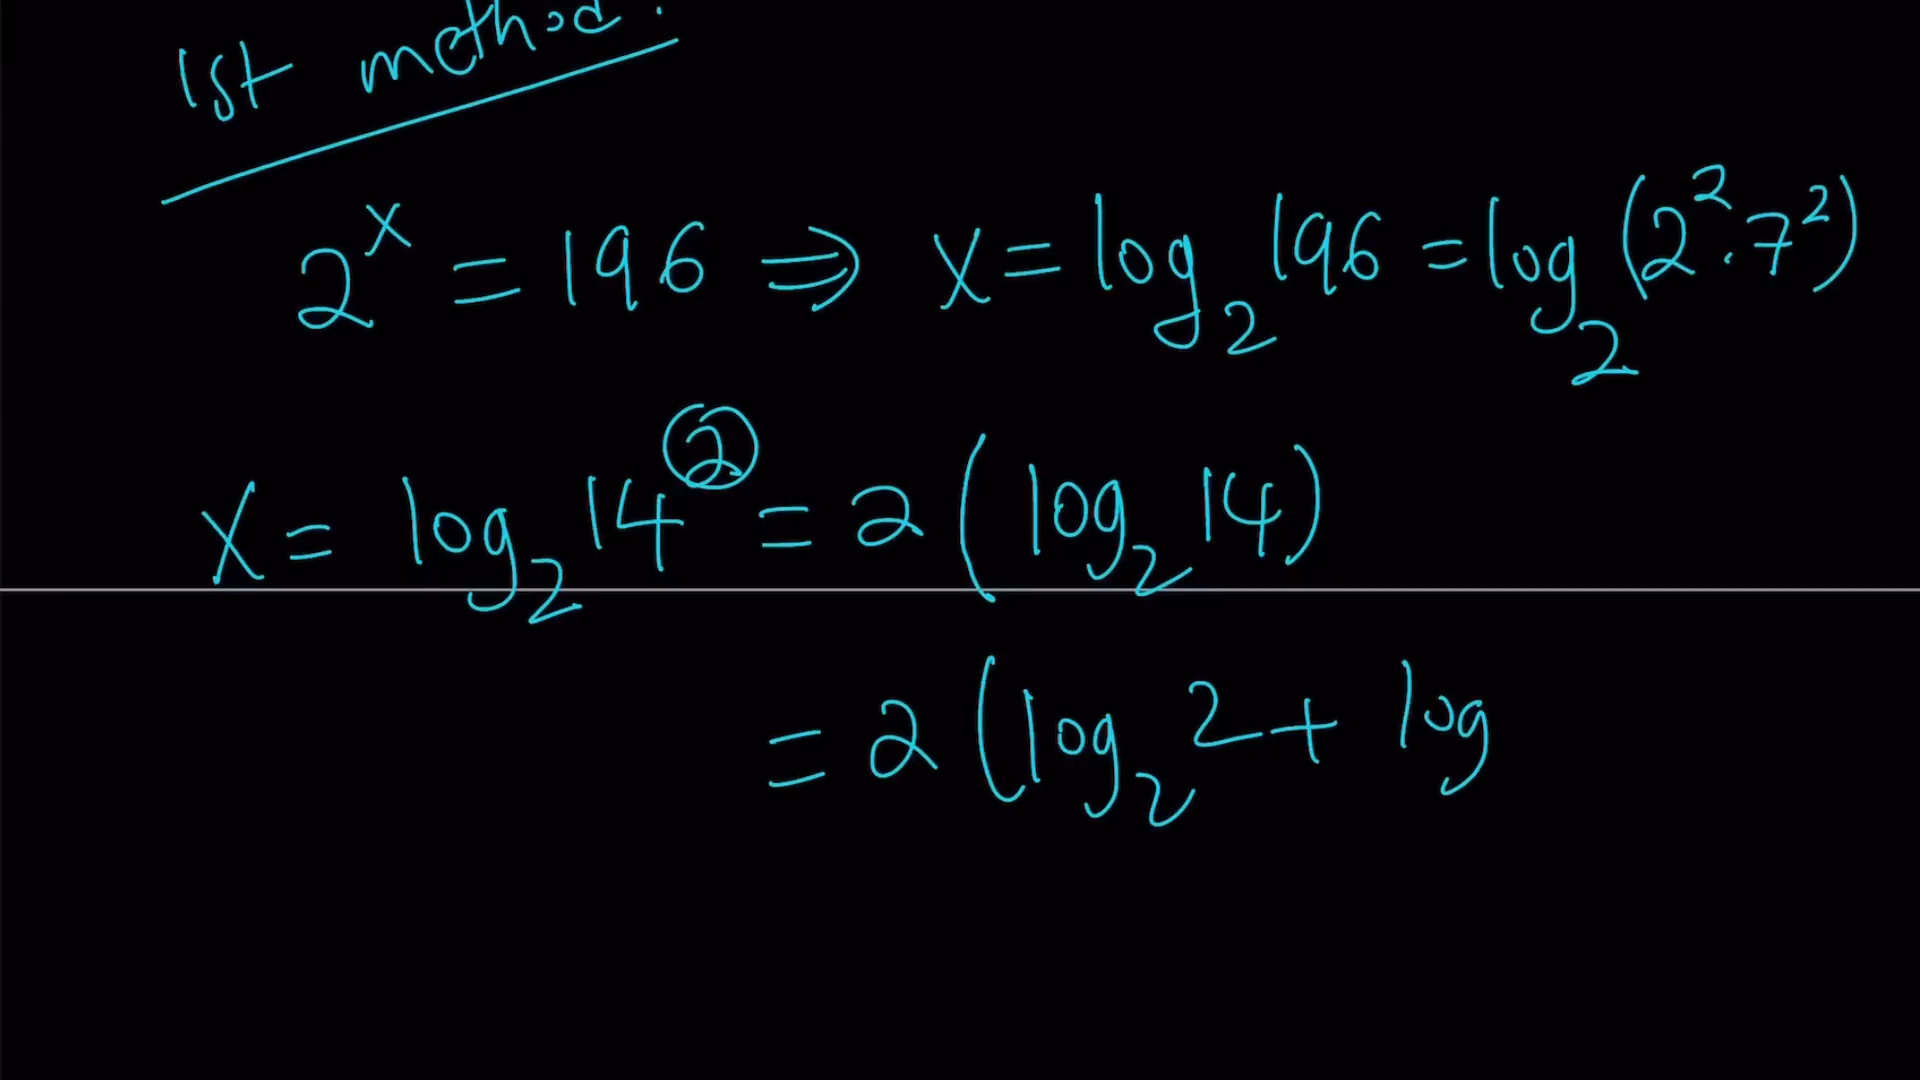 1st method:
2^x = 196 ⇒ x = log_2 196 = log_2 (2^2 · 7^2)
x = log_2 14^② = 2 (log_2 14)
= 2 (log_2 2 + log